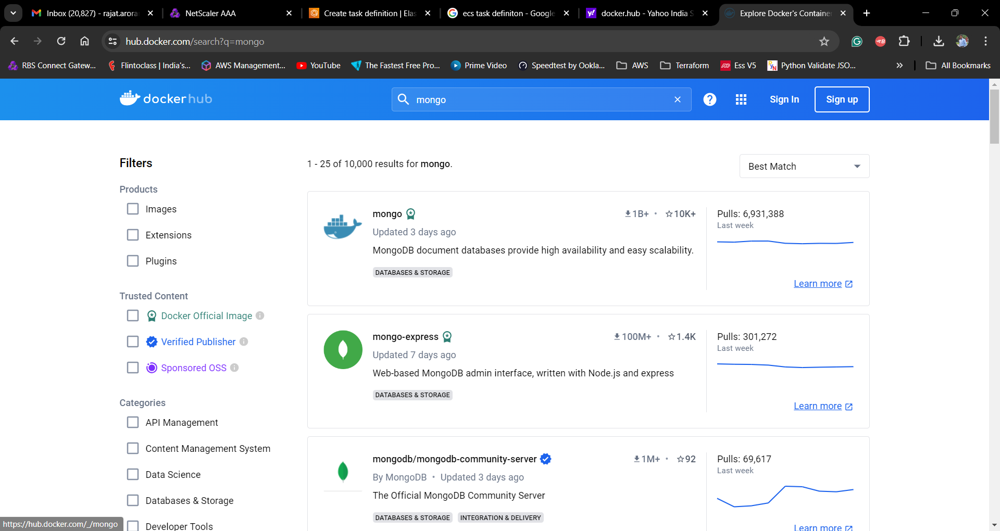 Inbox (20,827) - rajat.arora
NetScaler AAA
Create task definition | Elas
ecs task definiton - Google
docker.hub - Yahoo India S
Explore Docker's Container
hub.docker.com/search?q=mongo
RBS Connect Gatew...
Flintoclass | India's...
AWS Management...
YouTube
The Fastest Free Pro...
Prime Video
Speedtest by Ookla...
AWS
Terraform
Ess V5
Python Validate JSO...
All Bookmarks
dockerhub
mongo
Sign In
Sign up
Filters
1 - 25 of 10,000 results for mongo.
Best Match
Products
Images
Extensions
Plugins
Trusted Content
Docker Official Image
Verified Publisher
Sponsored OSS
Categories
API Management
Content Management System
Data Science
Databases & Storage
Developer Tools
mongo
1B+ • 10K+
Pulls: 6,931,388
Last week
Updated 3 days ago
MongoDB document databases provide high availability and easy scalability.
DATABASES & STORAGE
Learn more
mongo-express
100M+ • 1.4K
Pulls: 301,272
Last week
Updated 7 days ago
Web-based MongoDB admin interface, written with Node.js and express
DATABASES & STORAGE
Learn more
mongodb/mongodb-community-server
1M+ • 92
Pulls: 69,617
Last week
By MongoDB • Updated 3 days ago
The Official MongoDB Community Server
DATABASES & STORAGE
INTEGRATION & DELIVERY
Learn more
https://hub.docker.com/_/mongo